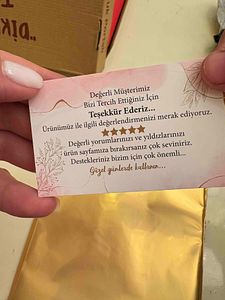 "DİK
Değerli Müşterimiz
Bizi Tercih Ettiğiniz İçin
Teşekkür Ederiz...
Ürünümüz ile ilgili değerlendirmenizi merak ediyoruz.
Değerli yorumlarınızı ve yıldızlarınızı
ürün sayfamıza bırakırsanız çok seviniriz.
Destekleriniz bizim için çok önemli...
Güzel günlerde kullanın...